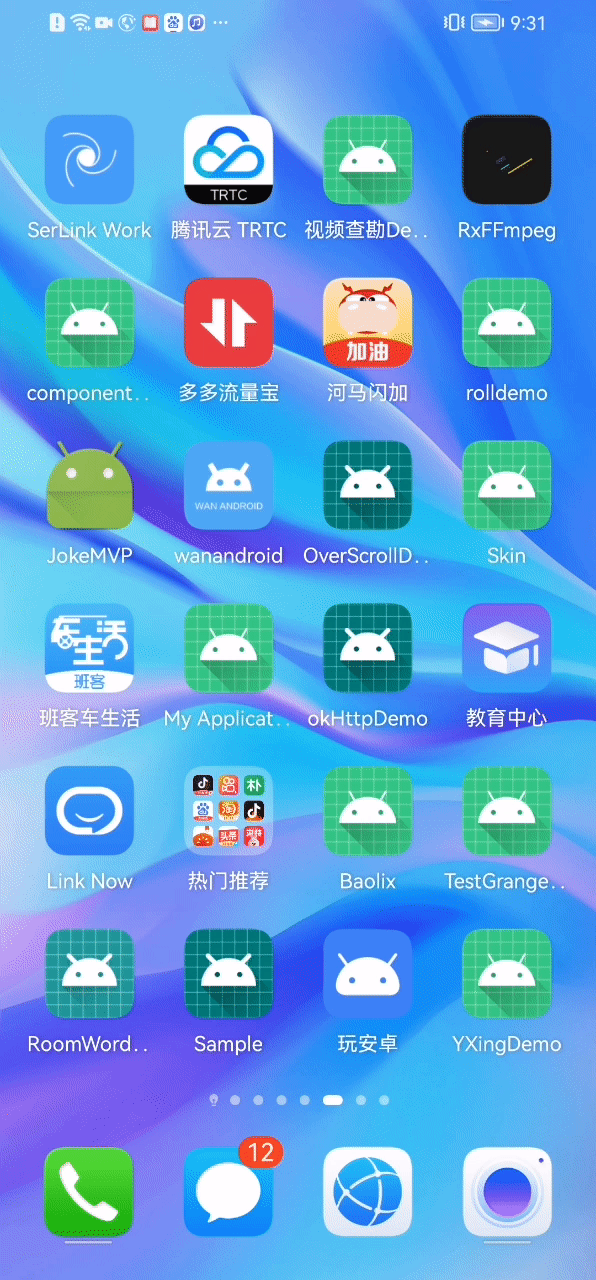 9:31
SerLink Work
TRTC
腾讯云 TRTC
视频查勘De..
RxFFmpeg
component..
多多流量宝
加油
河马闪加
rolldemo
JokeMVP
WAN ANDROID
wanandroid
OverScrollD..
Skin
车生活
班客
班客车生活
My Applicat..
okHttpDemo
教育中心
Link Now
热门推荐
Baolix
TestGrange..
RoomWord..
Sample
玩安卓
YXingDemo
12